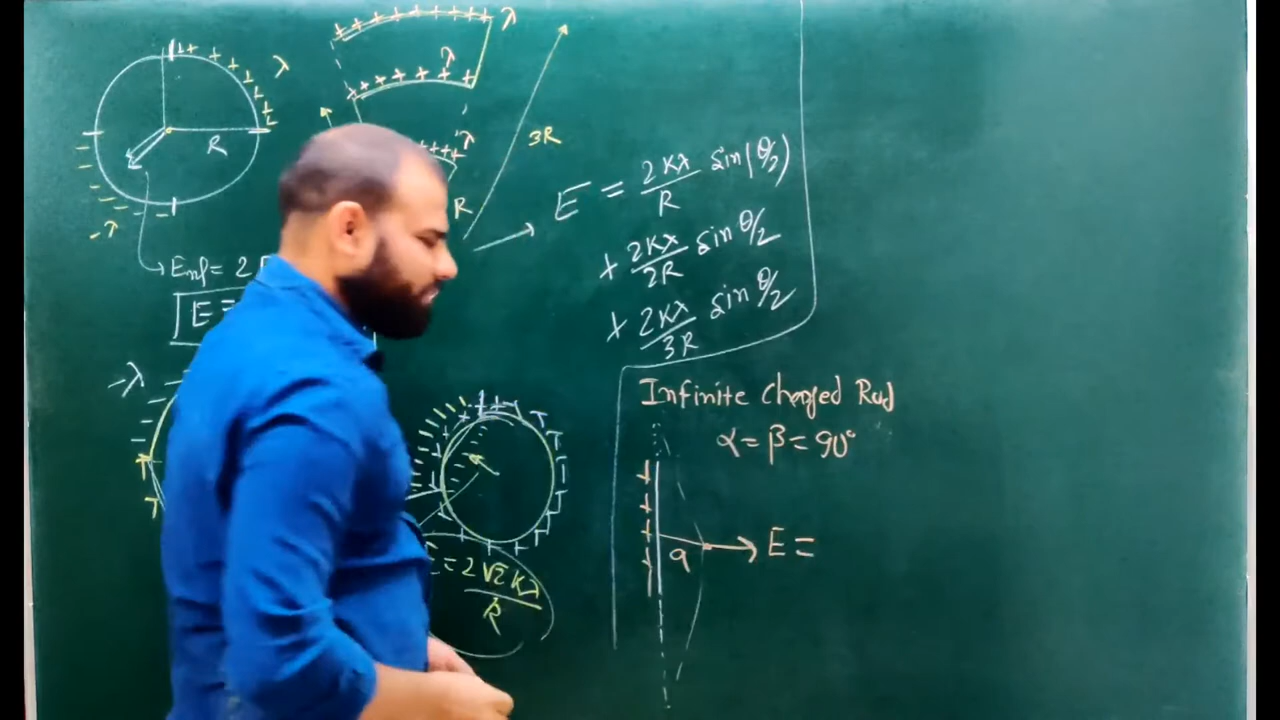 λ
R
- λ
Enet = 2
E =
λ
λ
λ
3R
R
E = 2Kλ/R Sin(θ/2)
+ 2Kλ/2R Sin θ/2
+ 2Kλ/3R Sin θ/2
-λ
E = 2√2 Kλ/R
Infinite Charged Rod
α = β = 90°
+
+
+
+
a
E =